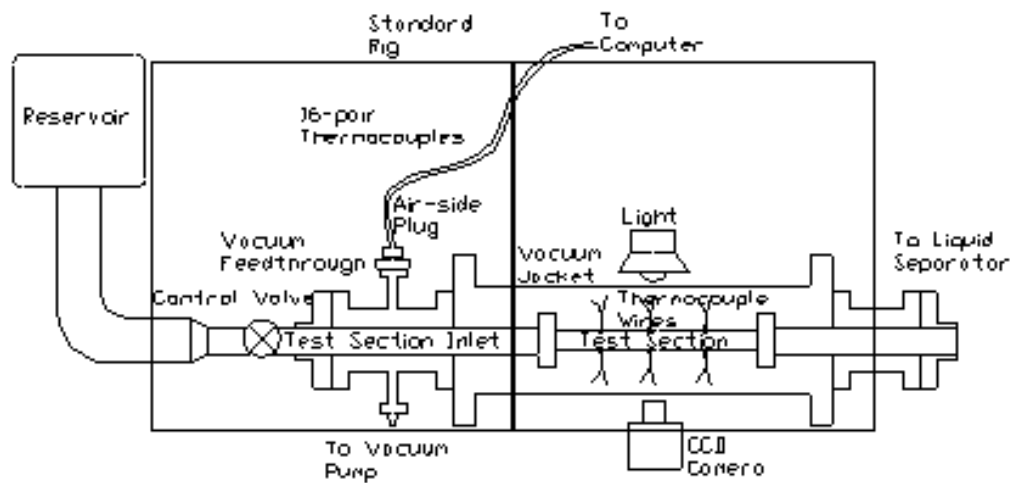 Standard
Rig
To
Computer
Reservoir
16-pair
Thermocouples
Air-side
Plug
Light
Vacuum
Feedthrough
Vacuum
Jacket
To Liquid
Separator
Control Valve
Thermocouple
Wires
Test Section Inlet
Test Section
To Vacuum
Pump
CCD
Camera